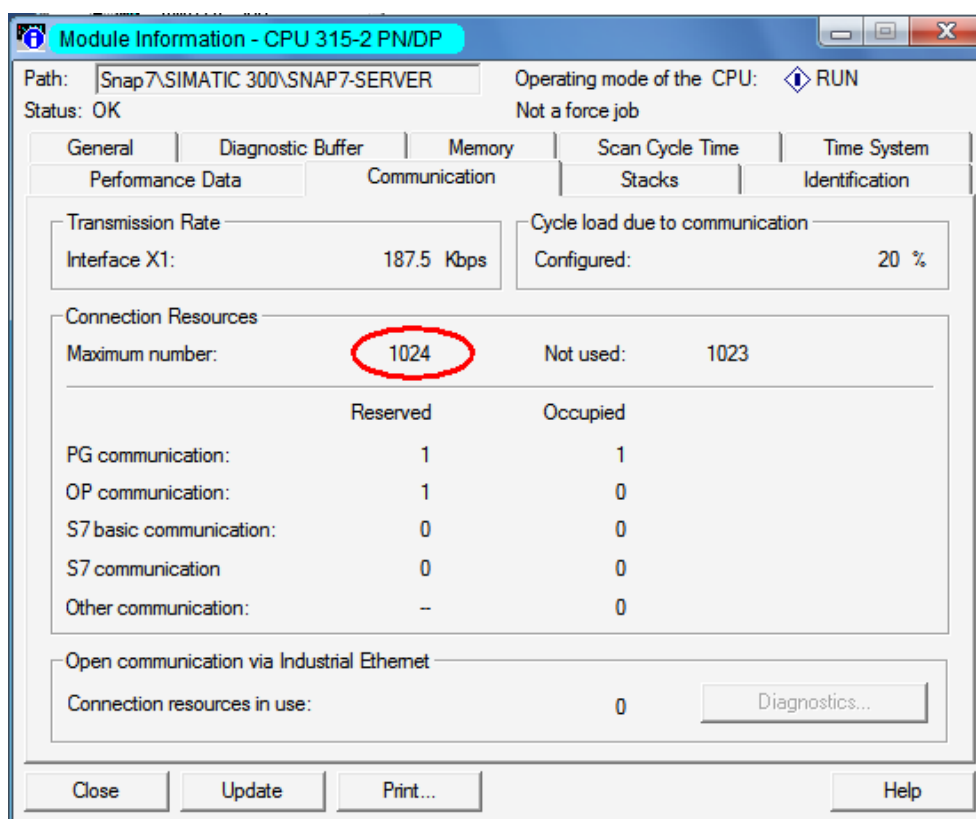 Module Information - CPU 315-2 PN/DP
Path: Snap7\SIMATIC 300\SNAP7-SERVER Operating mode of the CPU: RUN
Status: OK Not a force job
General Diagnostic Buffer Memory Scan Cycle Time Time System
Performance Data Communication Stacks Identification
Transmission Rate Cycle load due to communication
Interface X1: 187.5 Kbps Configured: 20 %
Connection Resources
Maximum number: 1024 Not used: 1023
Reserved Occupied
PG communication: 1 1
OP communication: 1 0
S7 basic communication: 0 0
S7 communication 0 0
Other communication: -- 0
Open communication via Industrial Ethernet
Connection resources in use: 0 Diagnostics...
Close Update Print... Help